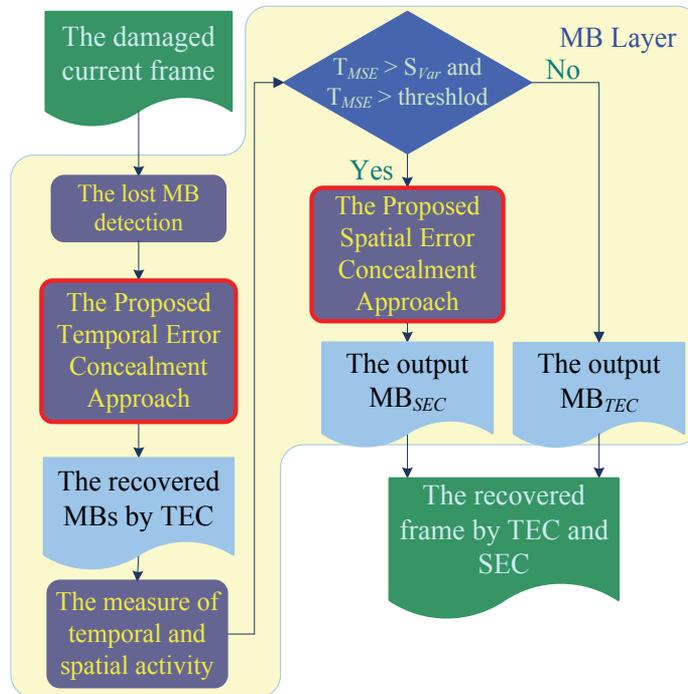 The damaged
current frame
The lost MB
detection
The Proposed
Temporal Error
Concealment
Approach
The recovered
MBs by TEC
The measure of
temporal and
spatial activity
MB Layer
T_MSE > S_Var and
T_MSE > threshlod
No
Yes
The Proposed
Spatial Error
Concealment
Approach
The output
MB_SEC
The output
MB_TEC
The recovered
frame by TEC and
SEC